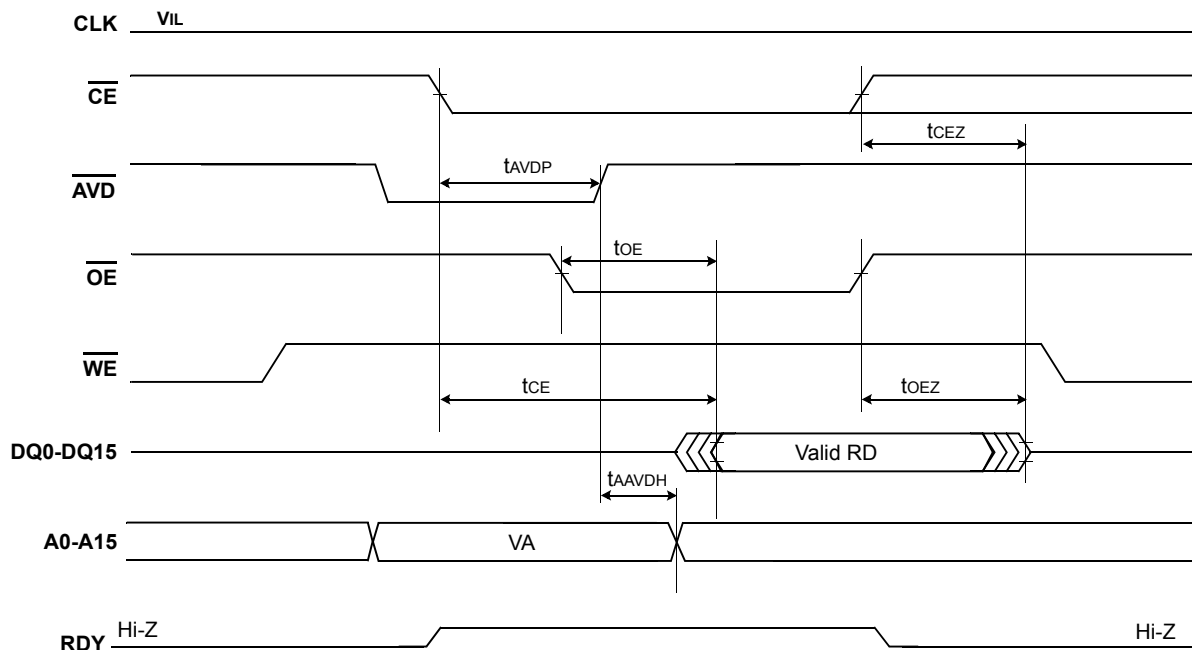 CLK VIL
CE
tCEZ
AVD tAVDP
OE tOE
WE
tCE tOEZ
DQ0-DQ15 Valid RD
tAAVDH
A0-A15 VA
RDY Hi-Z Hi-Z